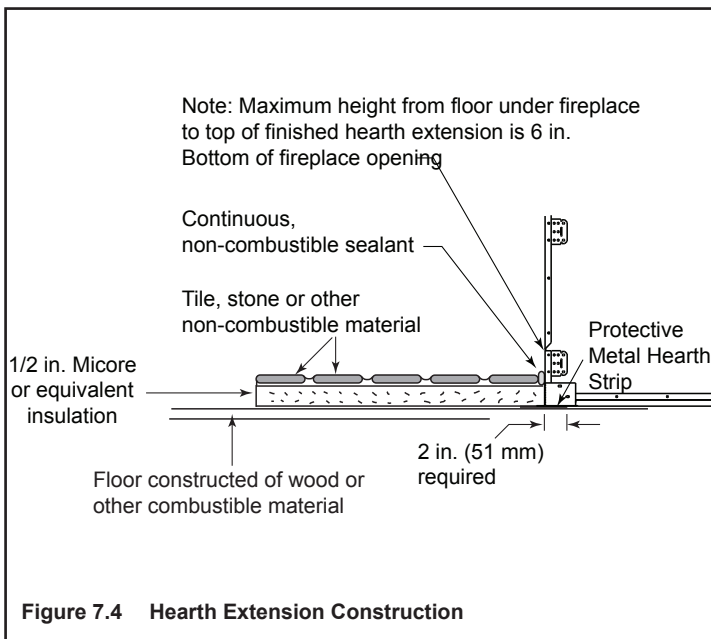 Note: Maximum height from floor under fireplace
to top of finished hearth extension is 6 in.
Bottom of fireplace opening
Continuous,
non-combustible sealant
Tile, stone or other
non-combustible material
Protective
Metal Hearth
Strip
1/2 in. Micore
or equivalent
insulation
2 in. (51 mm)
required
Floor constructed of wood or
other combustible material
Figure 7.4 Hearth Extension Construction